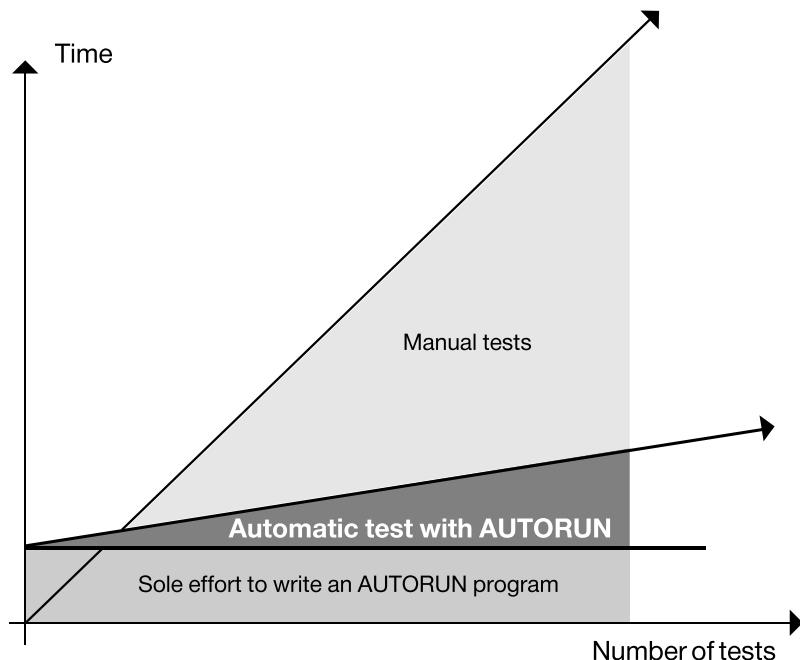 Time
Manual tests
Automatic test with AUTORUN
Sole effort to write an AUTORUN program
Number of tests